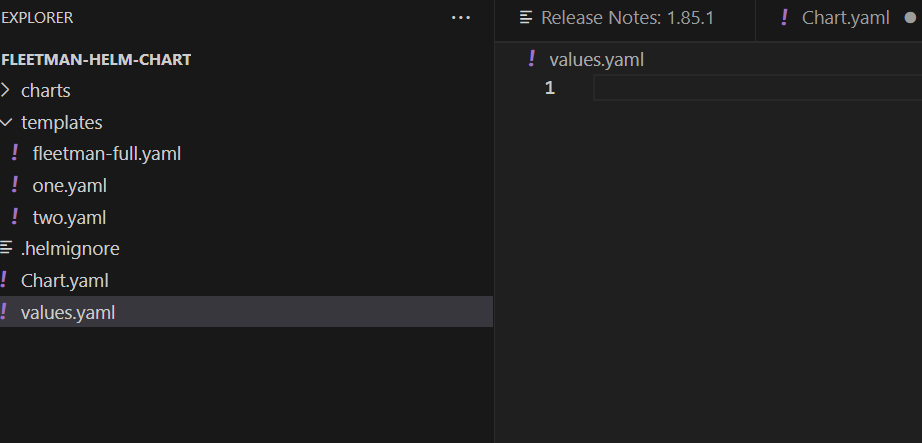 EXPLORER
FLEETMAN-HELM-CHART
charts
templates
! fleetman-full.yaml
! one.yaml
! two.yaml
.helmignore
! Chart.yaml
! values.yaml
Release Notes: 1.85.1
! Chart.yaml
! values.yaml
1